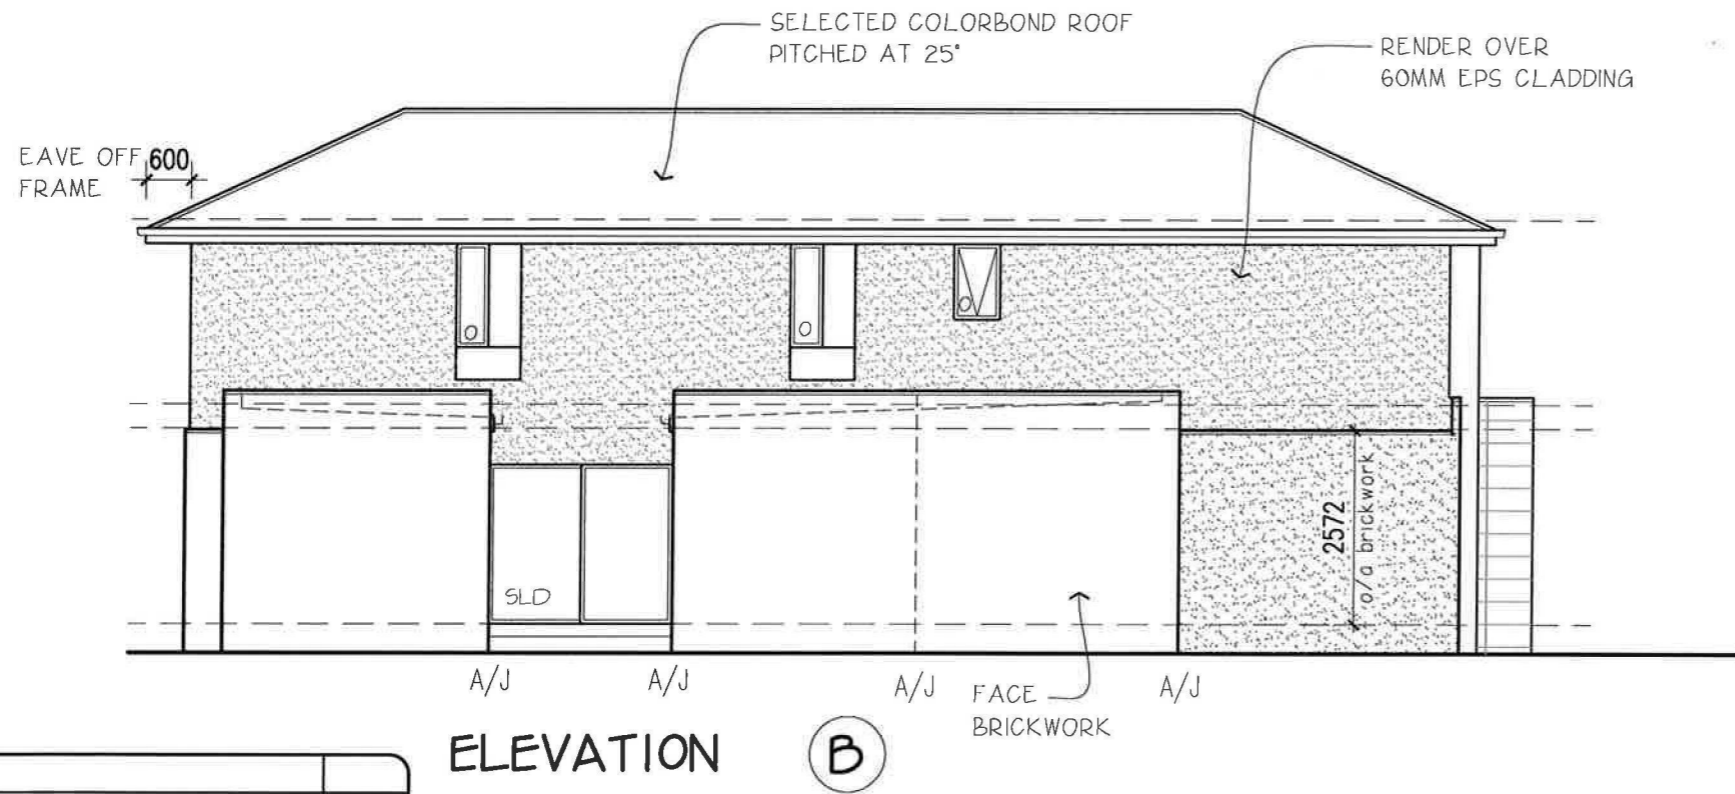 SELECTED COLORBOND ROOF
PITCHED AT 25°
RENDER OVER
60MM EPS CLADDING
EAVE OFF 600
FRAME
O
O
O
2572
o/a brickwork
SLD
A/J
A/J
A/J
A/J
FACE
BRICKWORK
ELEVATION B